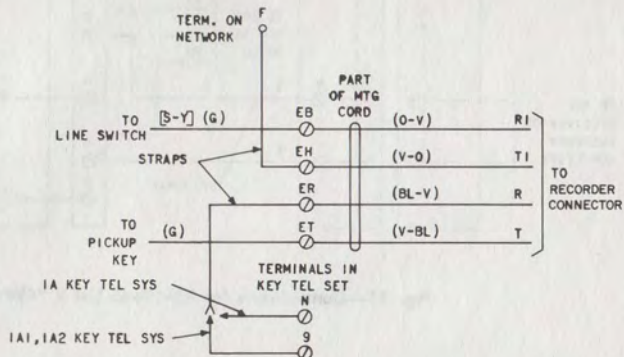 F
TERM. ON
NETWORK
PART
OF MTG
CORD
TO
LINE SWITCH
[S-Y] (G)
EB
(O-V)
R1
STRAPS
EH
(V-O)
T1
ER
(BL-V)
R
TO
RECORDER
CONNECTOR
TO
PICKUP
KEY
(G)
ET
(V-BL)
T
TERMINALS IN
KEY TEL SET
1A KEY TEL SYS
N
1A1, 1A2 KEY TEL SYS
9